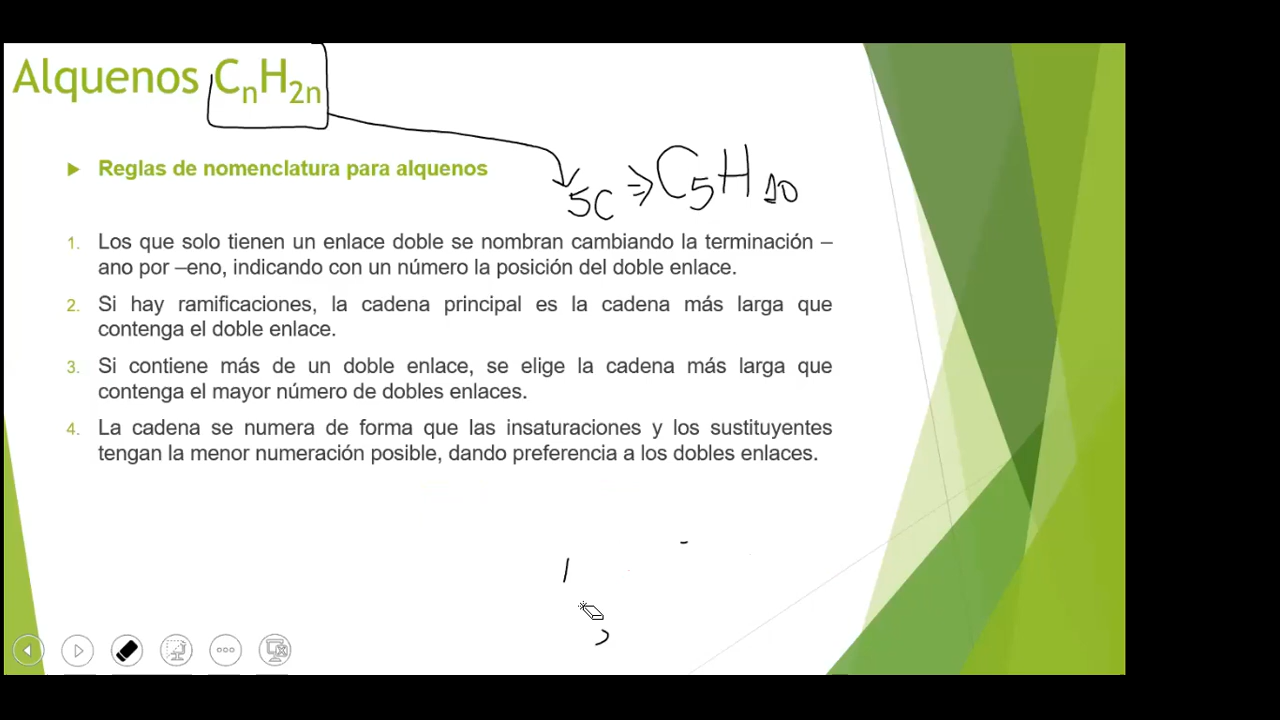 Alquenos CnH2n
Reglas de nomenclatura para alquenos
5C ⇒ C5H10
1. Los que solo tienen un enlace doble se nombran cambiando la terminación –
ano por –eno, indicando con un número la posición del doble enlace.
2. Si hay ramificaciones, la cadena principal es la cadena más larga que
contenga el doble enlace.
3. Si contiene más de un doble enlace, se elige la cadena más larga que
contenga el mayor número de dobles enlaces.
4. La cadena se numera de forma que las insaturaciones y los sustituyentes
tengan la menor numeración posible, dando preferencia a los dobles enlaces.